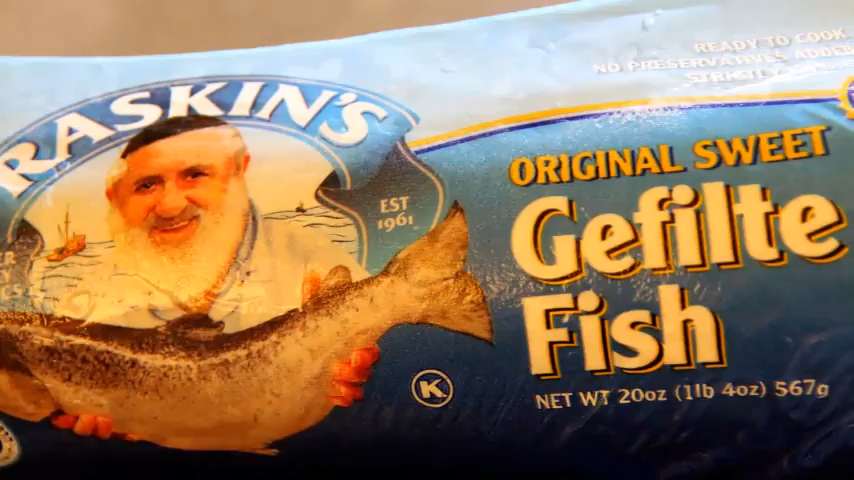 RASKIN'S
EST
1961
READY TO COOK
NO PRESERVATIVES ADDED
STRICTLY
ORIGINAL SWEET
Gefilte
Fish
K
NET WT 20oz (1lb 4oz) 567g